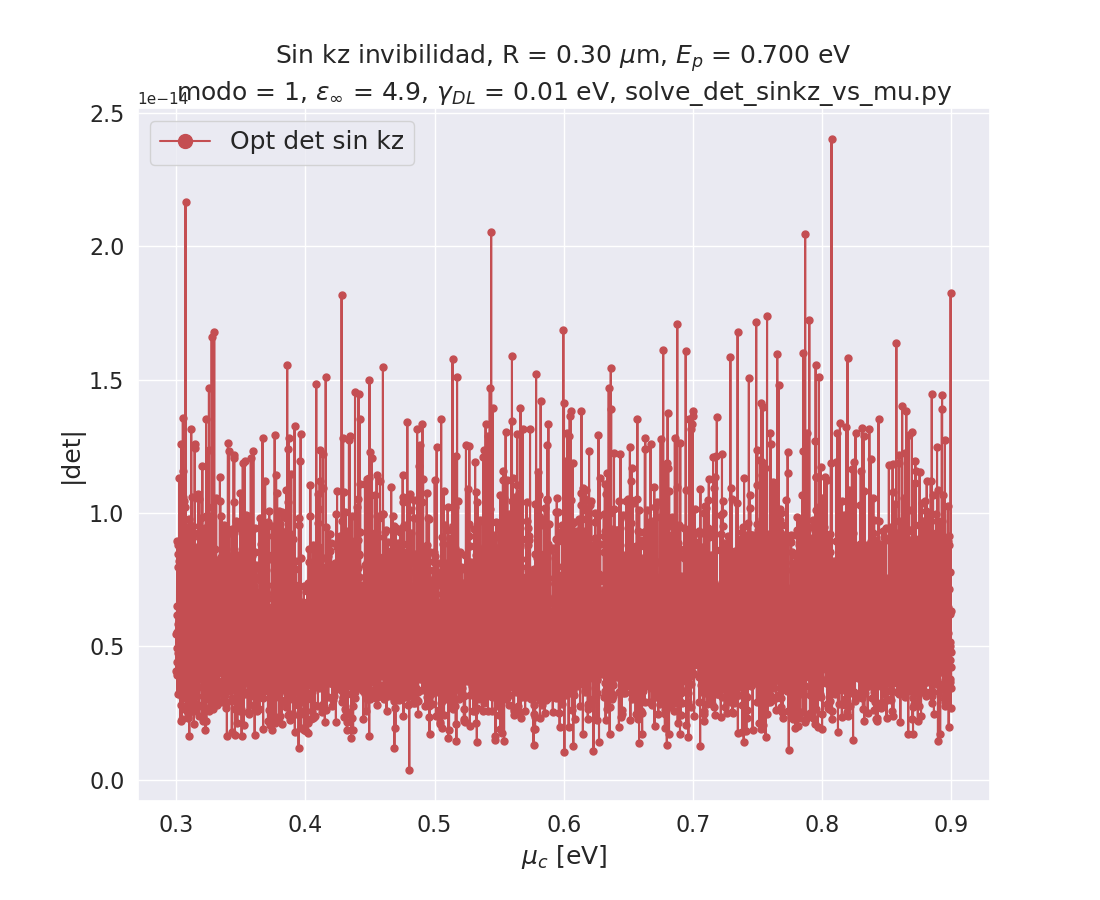 Sin kz invibilidad, R = 0.30 μm, E_p = 0.700 eV
modo = 1, ε_∞ = 4.9, γ_DL = 0.01 eV, solve_det_sinkz_vs_mu.py
1e−14
Opt det sin kz
2.5
2.0
1.5
1.0
0.5
0.0
|det|
0.3 0.4 0.5 0.6 0.7 0.8 0.9
μ_c [eV]